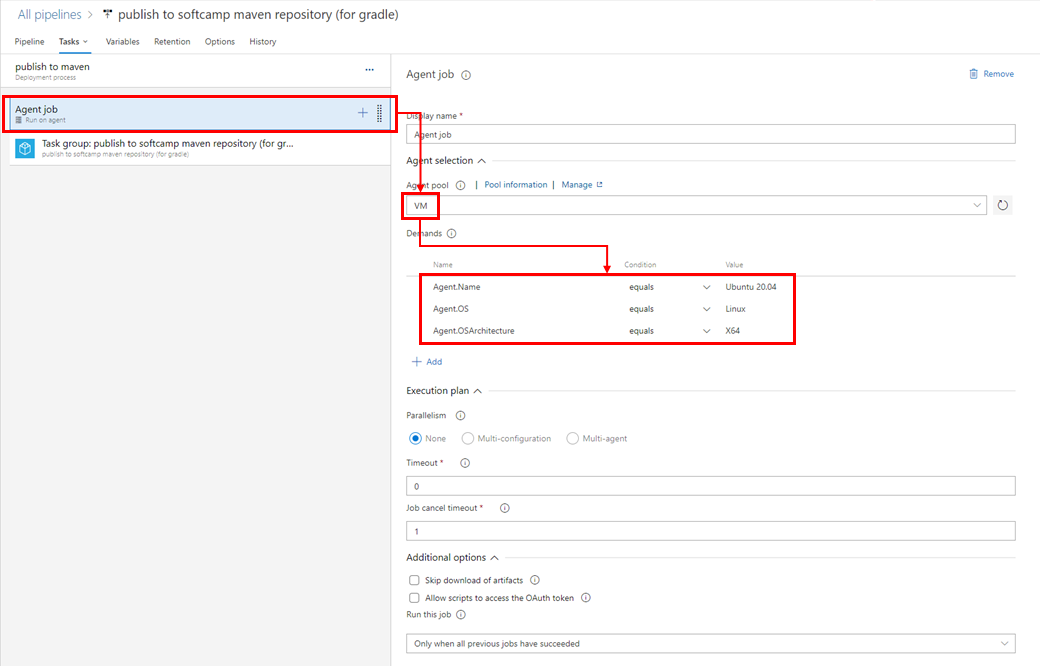 All pipelines > publish to softcamp maven repository (for gradle)
Pipeline Tasks Variables Retention Options History
publish to maven ...
Deployment process
Agent job
Run on agent
Task group: publish to softcamp maven repository (for gr...
publish to softcamp maven repository (for gradle)
Agent job Remove
Display name *
Agent job
Agent selection
Agent pool | Pool information | Manage
VM
Demands
Name Condition Value
Agent.Name equals Ubuntu 20.04
Agent.OS equals Linux
Agent.OSArchitecture equals X64
+ Add
Execution plan
Parallelism
None Multi-configuration Multi-agent
Timeout *
0
Job cancel timeout *
1
Additional options
Skip download of artifacts
Allow scripts to access the OAuth token
Run this job
Only when all previous jobs have succeeded